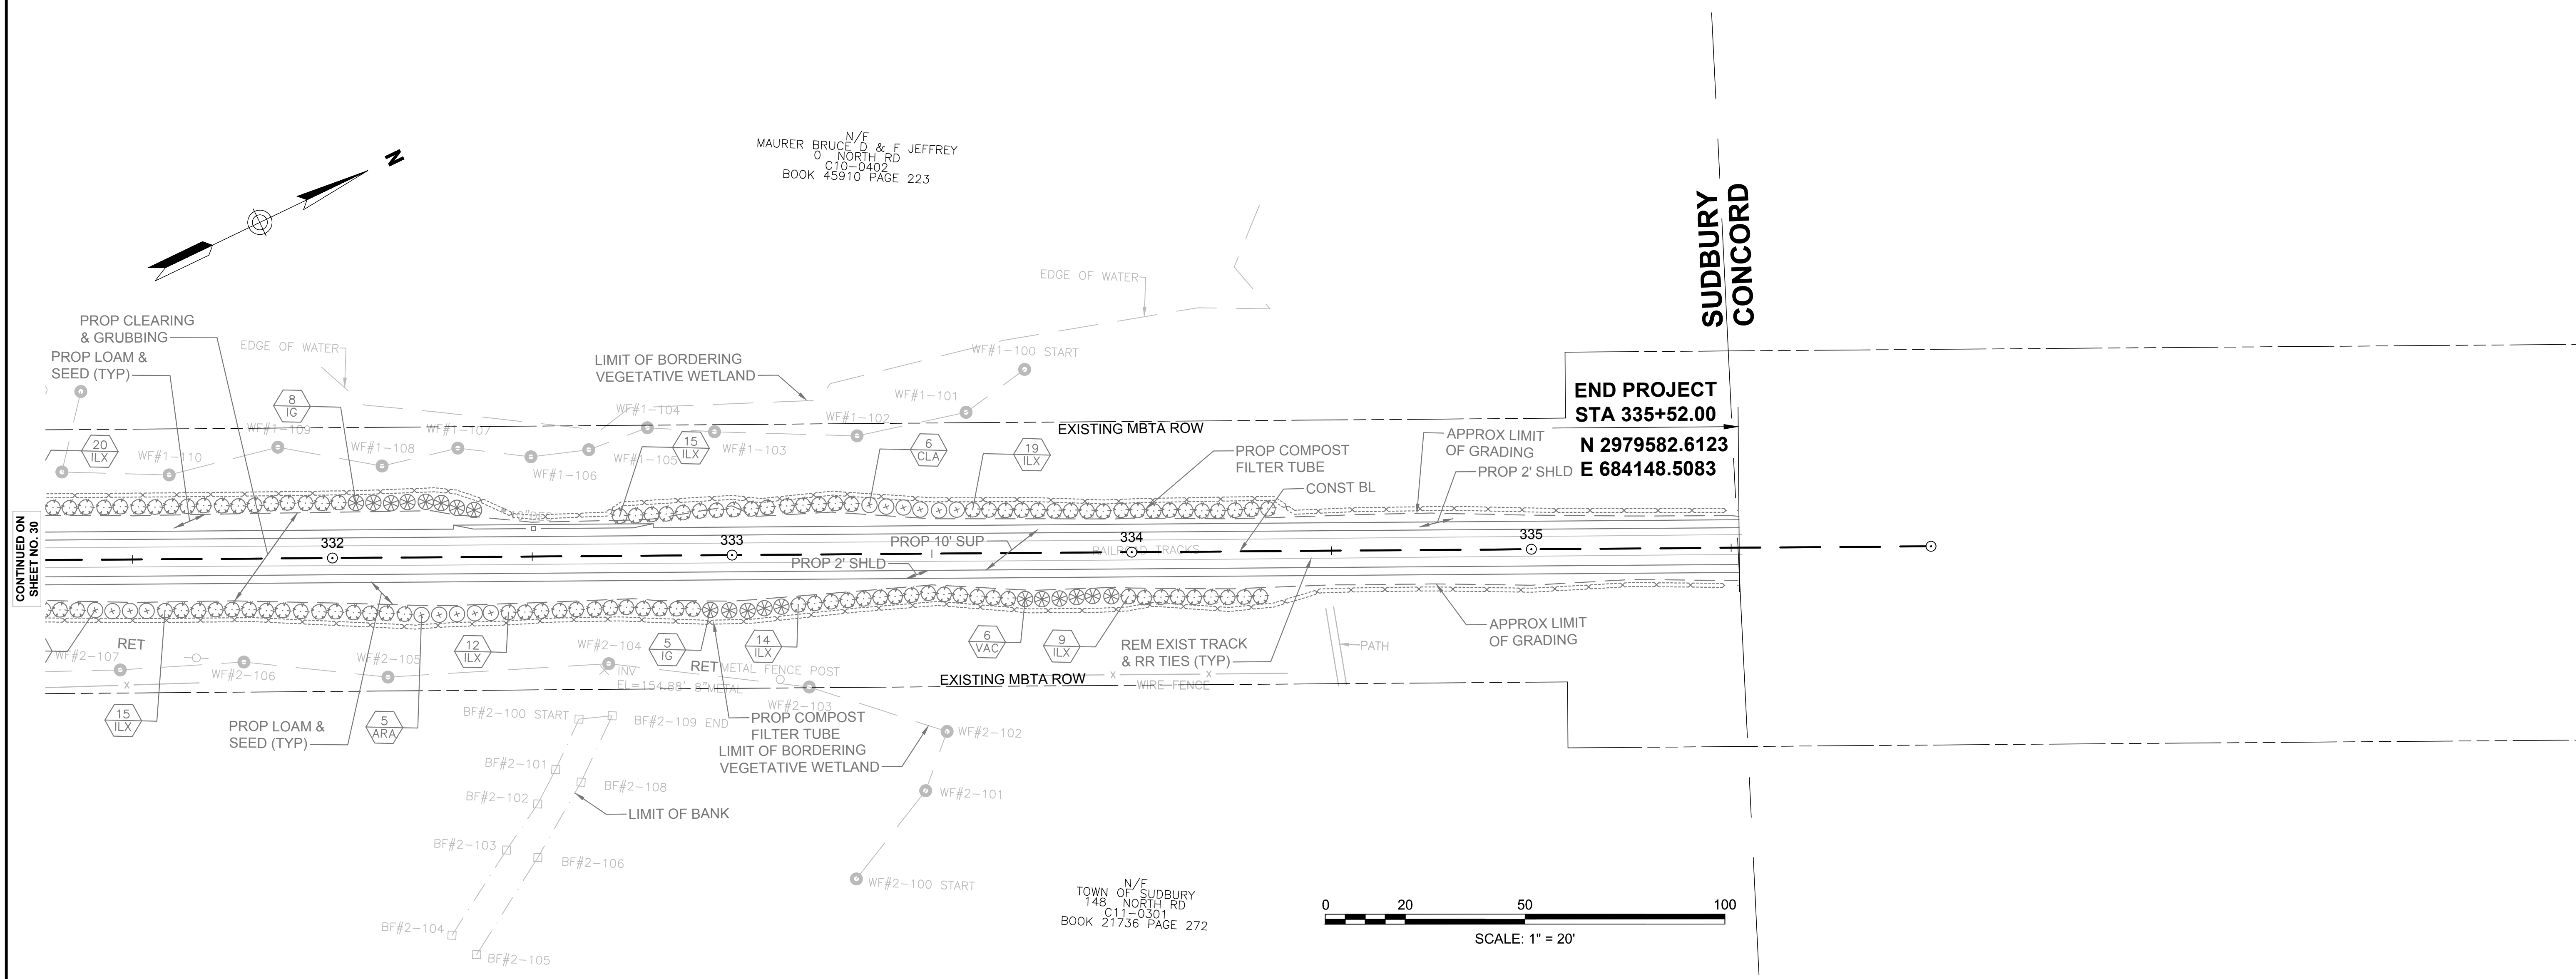 N
N/F
MAURER BRUCE D & F JEFFREY
0 NORTH RD
C10-0402
BOOK 45910 PAGE 223
SUDBURY
CONCORD
EDGE OF WATER
PROP CLEARING
& GRUBBING
PROP LOAM &
SEED (TYP)
EDGE OF WATER
LIMIT OF BORDERING
VEGETATIVE WETLAND
WF#1-100 START
WF#1-101
WF#1-102
WF#1-103
WF#1-104
WF#1-105
WF#1-106
WF#1-107
WF#1-108
WF#1-109
WF#1-110
8
IG
20
ILX
15
ILX
6
CLA
19
ILX
EXISTING MBTA ROW
END PROJECT
STA 335+52.00
N 2979582.6123
E 684148.5083
APPROX LIMIT
OF GRADING
PROP 2' SHLD
PROP COMPOST
FILTER TUBE
CONST BL
CONTINUED ON
SHEET NO. 30
332
333
334
335
PROP 10' SUP
RAILROAD TRACKS
PROP 2' SHLD
RET
WF#2-107
WF#2-106
WF#2-105
WF#2-104
12
ILX
5
IG
14
ILX
6
VAC
9
ILX
REM EXIST TRACK
& RR TIES (TYP)
PATH
APPROX LIMIT
OF GRADING
INV
EL=154.88' 8"METAL
RET
METAL FENCE POST
EXISTING MBTA ROW
WIRE FENCE
15
ILX
PROP LOAM &
SEED (TYP)
5
ARA
BF#2-100 START
BF#2-109 END
WF#2-103
PROP COMPOST
FILTER TUBE
LIMIT OF BORDERING
VEGETATIVE WETLAND
WF#2-102
BF#2-101
BF#2-108
WF#2-101
BF#2-102
LIMIT OF BANK
BF#2-103
BF#2-106
WF#2-100 START
BF#2-104
BF#2-105
N/F
TOWN OF SUDBURY
148 NORTH RD
C11-0301
BOOK 21736 PAGE 272
0 20 50 100
SCALE: 1" = 20'